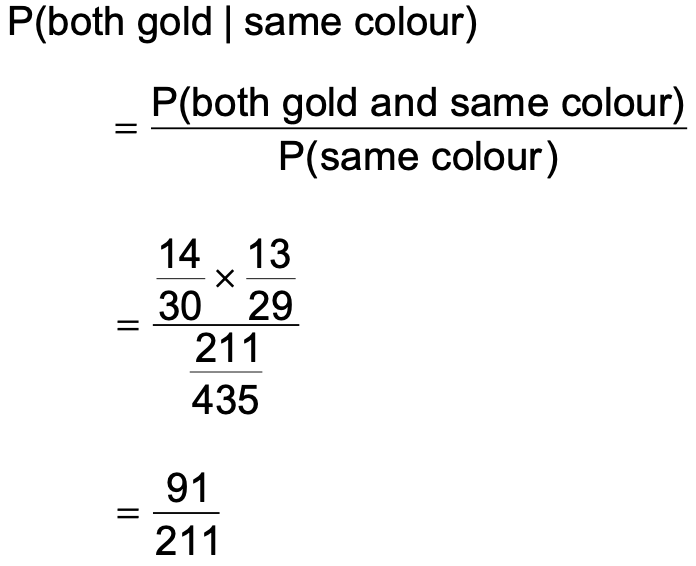 P(both gold | same colour)
= P(both gold and same colour)
P(same colour)
= 14/30 × 13/29
211/435
= 91/211